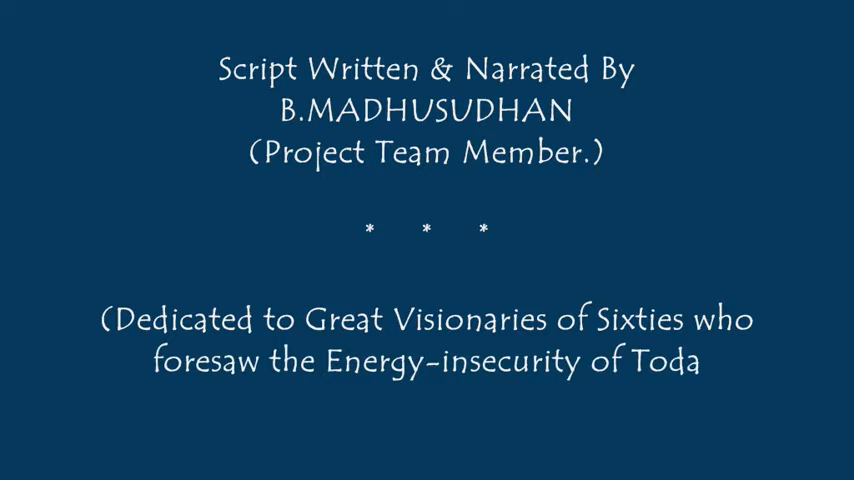 Script Written & Narrated By
B.MADHUSUDHAN
(Project Team Member.)
* * *
(Dedicated to Great Visionaries of Sixties who
foresaw the Energy-insecurity of Toda